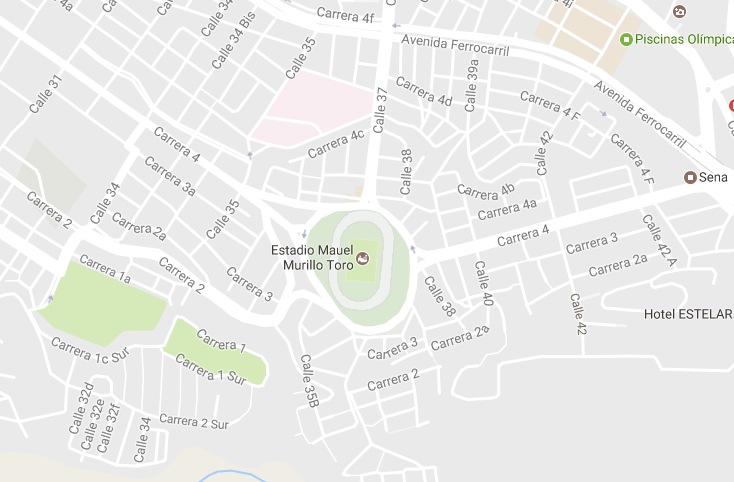 Carrera 4f
Calle 34 Bis
Calle 34
4a
Calle 35
Avenida Ferrocarril
4i
Piscinas Olímpica
Calle 31
Calle 37
Carrera 4d
Calle 39a
Avenida Ferrocarril
Carrera 4 F
Carrera 4
Carrera 4c
Calle 38
Calle 42
Carrera 4 F
Sena
Carrera 3a
Carrera 4b
Carrera 2
Calle 34
Calle 35
Carrera 4a
Carrera 2a
Carrera 4
Carrera 3
Calle 42 A
Estadio Mauel
Murillo Toro
Carrera 1a
Carrera 2
Carrera 3
Calle 38
Calle 40
Carrera 2a
Calle 42
Hotel ESTELAR
Carrera 1c Sur
Carrera 1
Carrera 3
Carrera 2a
Carrera 1 Sur
Calle 35B
Carrera 2
Calle 32d
Calle 32e
Calle 32f
Calle 34
Carrera 2 Sur